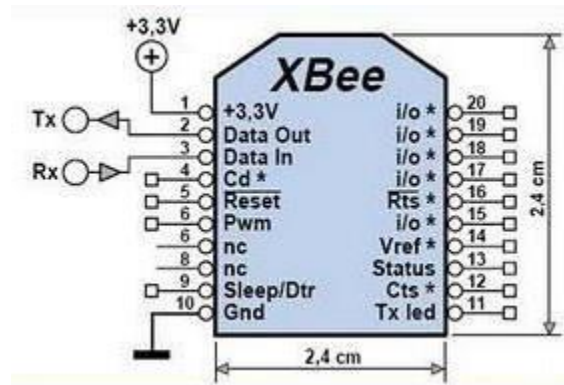 +3,3V
XBee
1 +3,3V i/o * 20
Tx 2 Data Out i/o * 19
3 Data In i/o * 18
Rx 4 Cd * i/o * 17
5 Reset Rts * 16
6 Pwm i/o * 15
6 nc Vref * 14
8 nc Status 13
9 Sleep/Dtr Cts * 12
10 Gnd Tx led 11
2,4 cm
2,4 cm